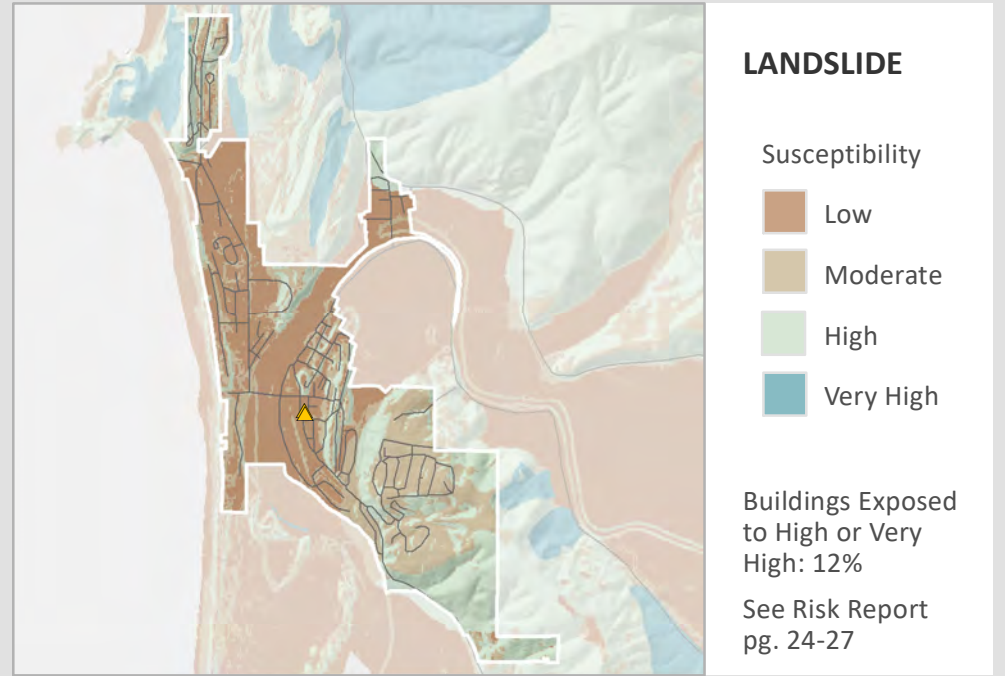 LANDSLIDE
Susceptibility
Low
Moderate
High
Very High
Buildings Exposed
to High or Very
High: 12%
See Risk Report
pg. 24-27